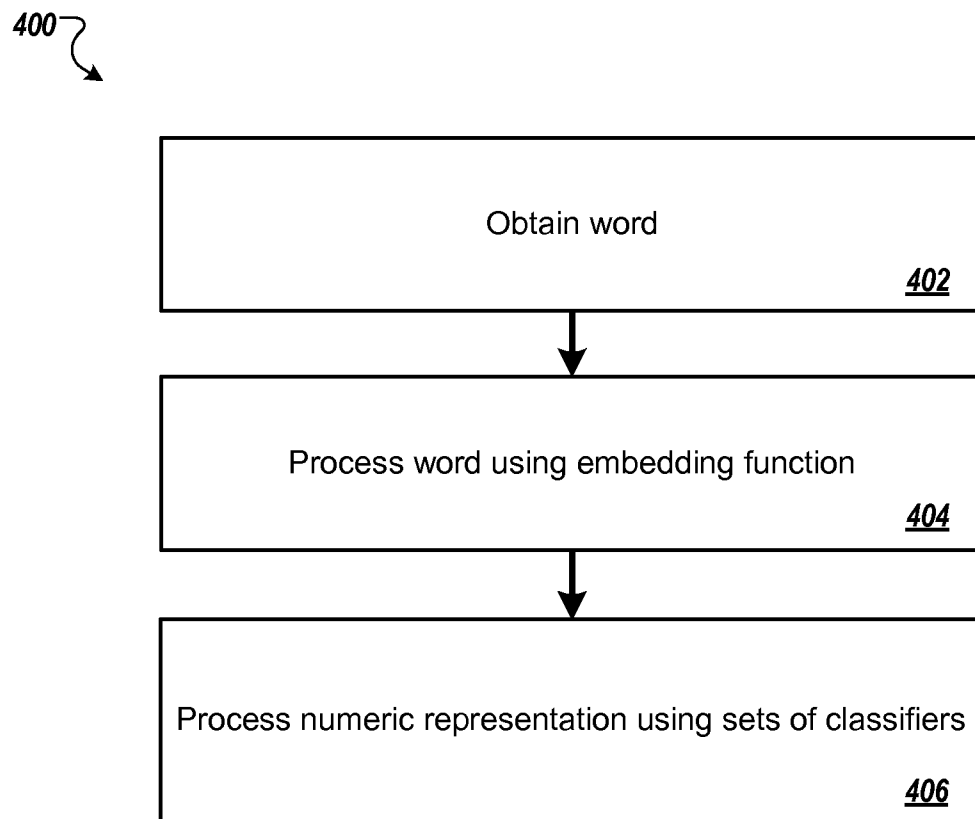 400
Obtain word
402
Process word using embedding function
404
Process numeric representation using sets of classifiers
406